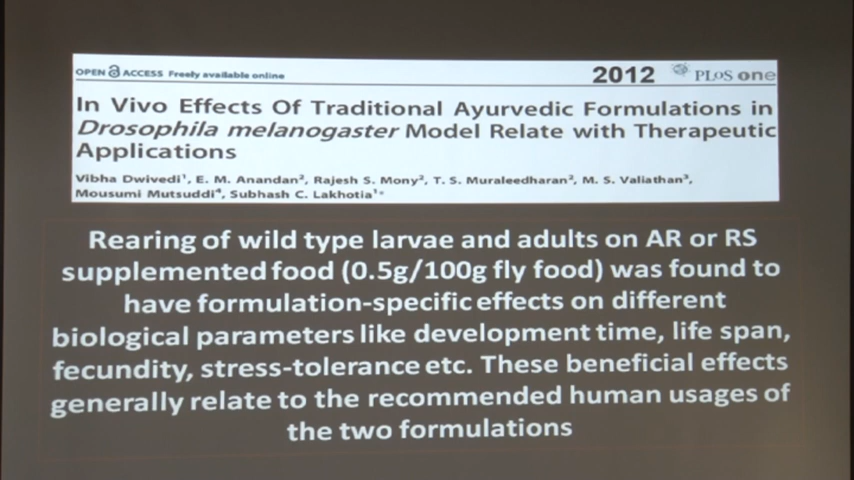 OPEN ACCESS Freely available online
2012 PLoS one
In Vivo Effects Of Traditional Ayurvedic Formulations in
Drosophila melanogaster Model Relate with Therapeutic
Applications
Vibha Dwivedi¹, E. M. Anandan², Rajesh S. Mony², T. S. Muraleedharan², M. S. Valiathan³,
Mousumi Mutsuddi⁴, Subhash C. Lakhotia¹*
Rearing of wild type larvae and adults on AR or RS
supplemented food (0.5g/100g fly food) was found to
have formulation-specific effects on different
biological parameters like development time, life span,
fecundity, stress-tolerance etc. These beneficial effects
generally relate to the recommended human usages of
the two formulations